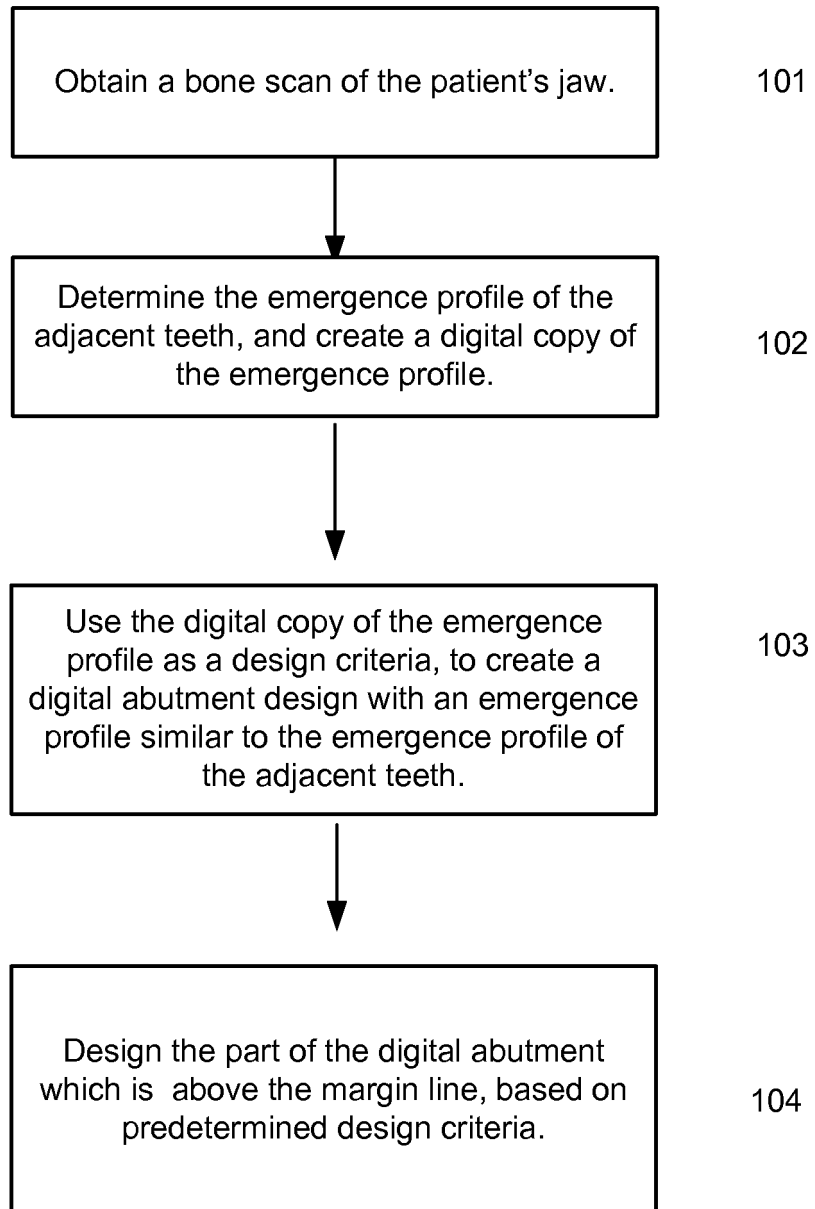 Obtain a bone scan of the patient's jaw.
101
Determine the emergence profile of the
adjacent teeth, and create a digital copy of
the emergence profile.
102
Use the digital copy of the emergence
profile as a design criteria, to create a
digital abutment design with an emergence
profile similar to the emergence profile of
the adjacent teeth.
103
Design the part of the digital abutment
which is  above the margin line, based on
predetermined design criteria.
104